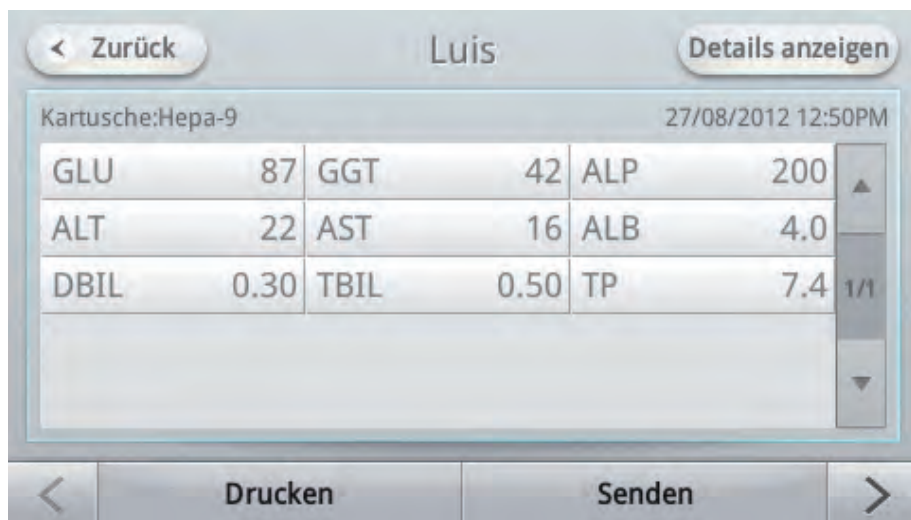 Zurück Luis Details anzeigen
Kartusche:Hepa-9 27/08/2012 12:50PM
GLU 87 GGT 42 ALP 200
ALT 22 AST 16 ALB 4.0
DBIL 0.30 TBIL 0.50 TP 7.4 1/1
Drucken Senden